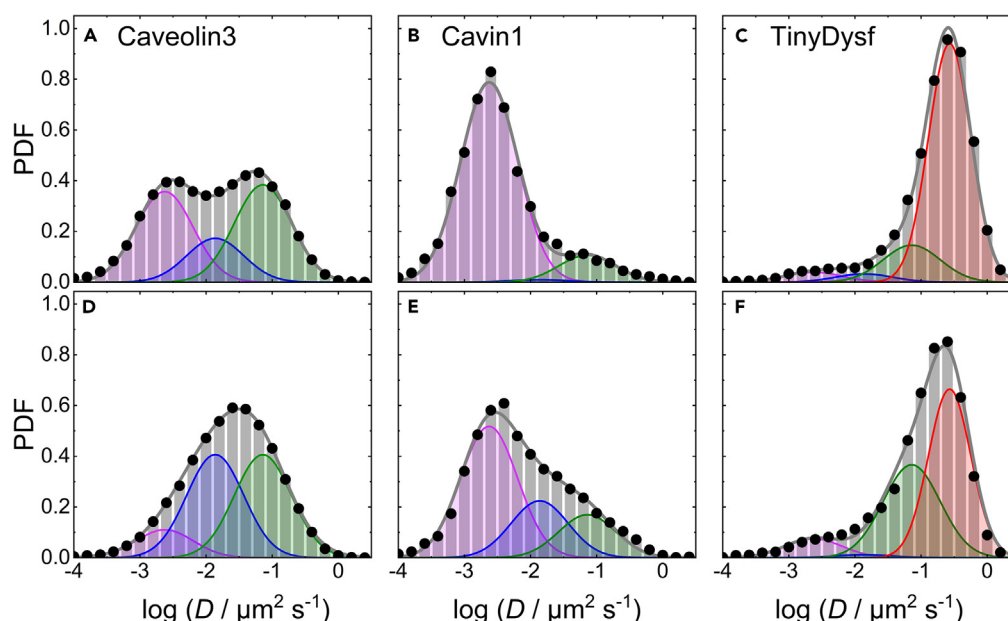 A Caveolin3
B Cavin1
C TinyDysf
PDF
1.0
0.8
0.6
0.4
0.2
0.0
D
E
F
PDF
1.0
0.8
0.6
0.4
0.2
0.0
-4 -3 -2 -1 0
-4 -3 -2 -1 0
-4 -3 -2 -1 0
log (D / µm² s⁻¹)
log (D / µm² s⁻¹)
log (D / µm² s⁻¹)